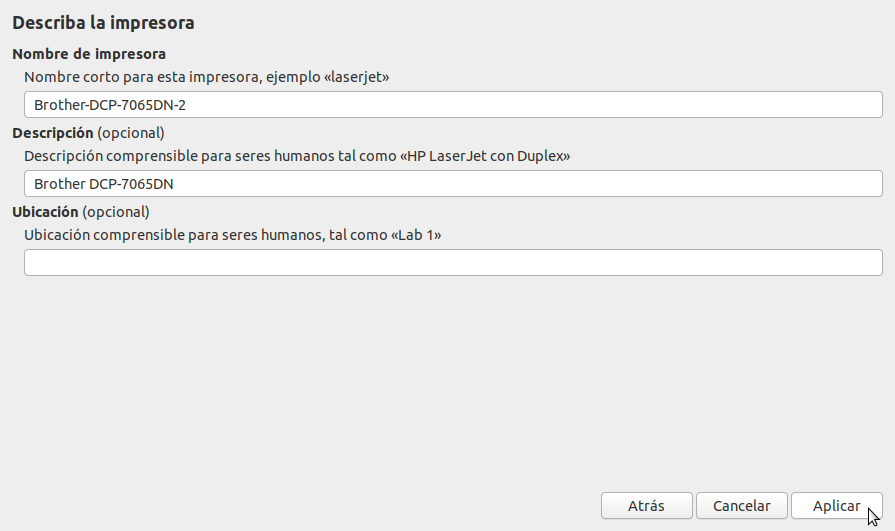 Describa la impresora
Nombre de impresora
Nombre corto para esta impresora, ejemplo «laserjet»
Brother-DCP-7065DN-2
Descripción (opcional)
Descripción comprensible para seres humanos tal como «HP LaserJet con Duplex»
Brother DCP-7065DN
Ubicación (opcional)
Ubicación comprensible para seres humanos, tal como «Lab 1»
Atrás Cancelar Aplicar